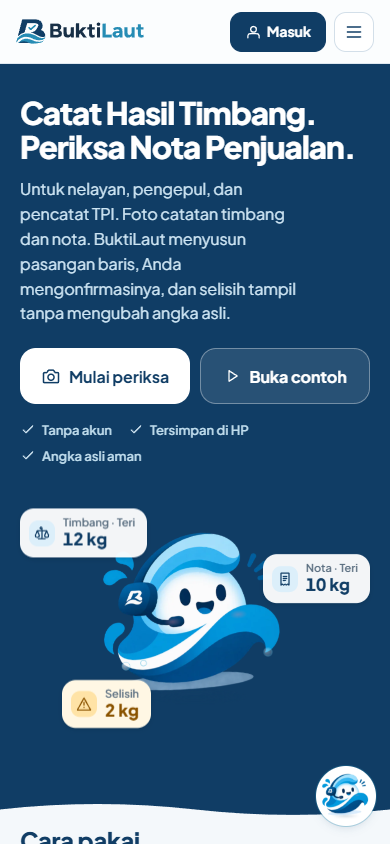 BuktiLaut
Masuk
Catat Hasil Timbang.
Periksa Nota Penjualan.
Untuk nelayan, pengepul, dan
pencatat TPI. Foto catatan timbang
dan nota. BuktiLaut menyusun
pasangan baris, Anda
mengonfirmasinya, dan selisih tampil
tanpa mengubah angka asli.
Mulai periksa
Buka contoh
Tanpa akun
Tersimpan di HP
Angka asli aman
Timbang · Teri
12 kg
Nota · Teri
10 kg
Selisih
2 kg
Cara pakai